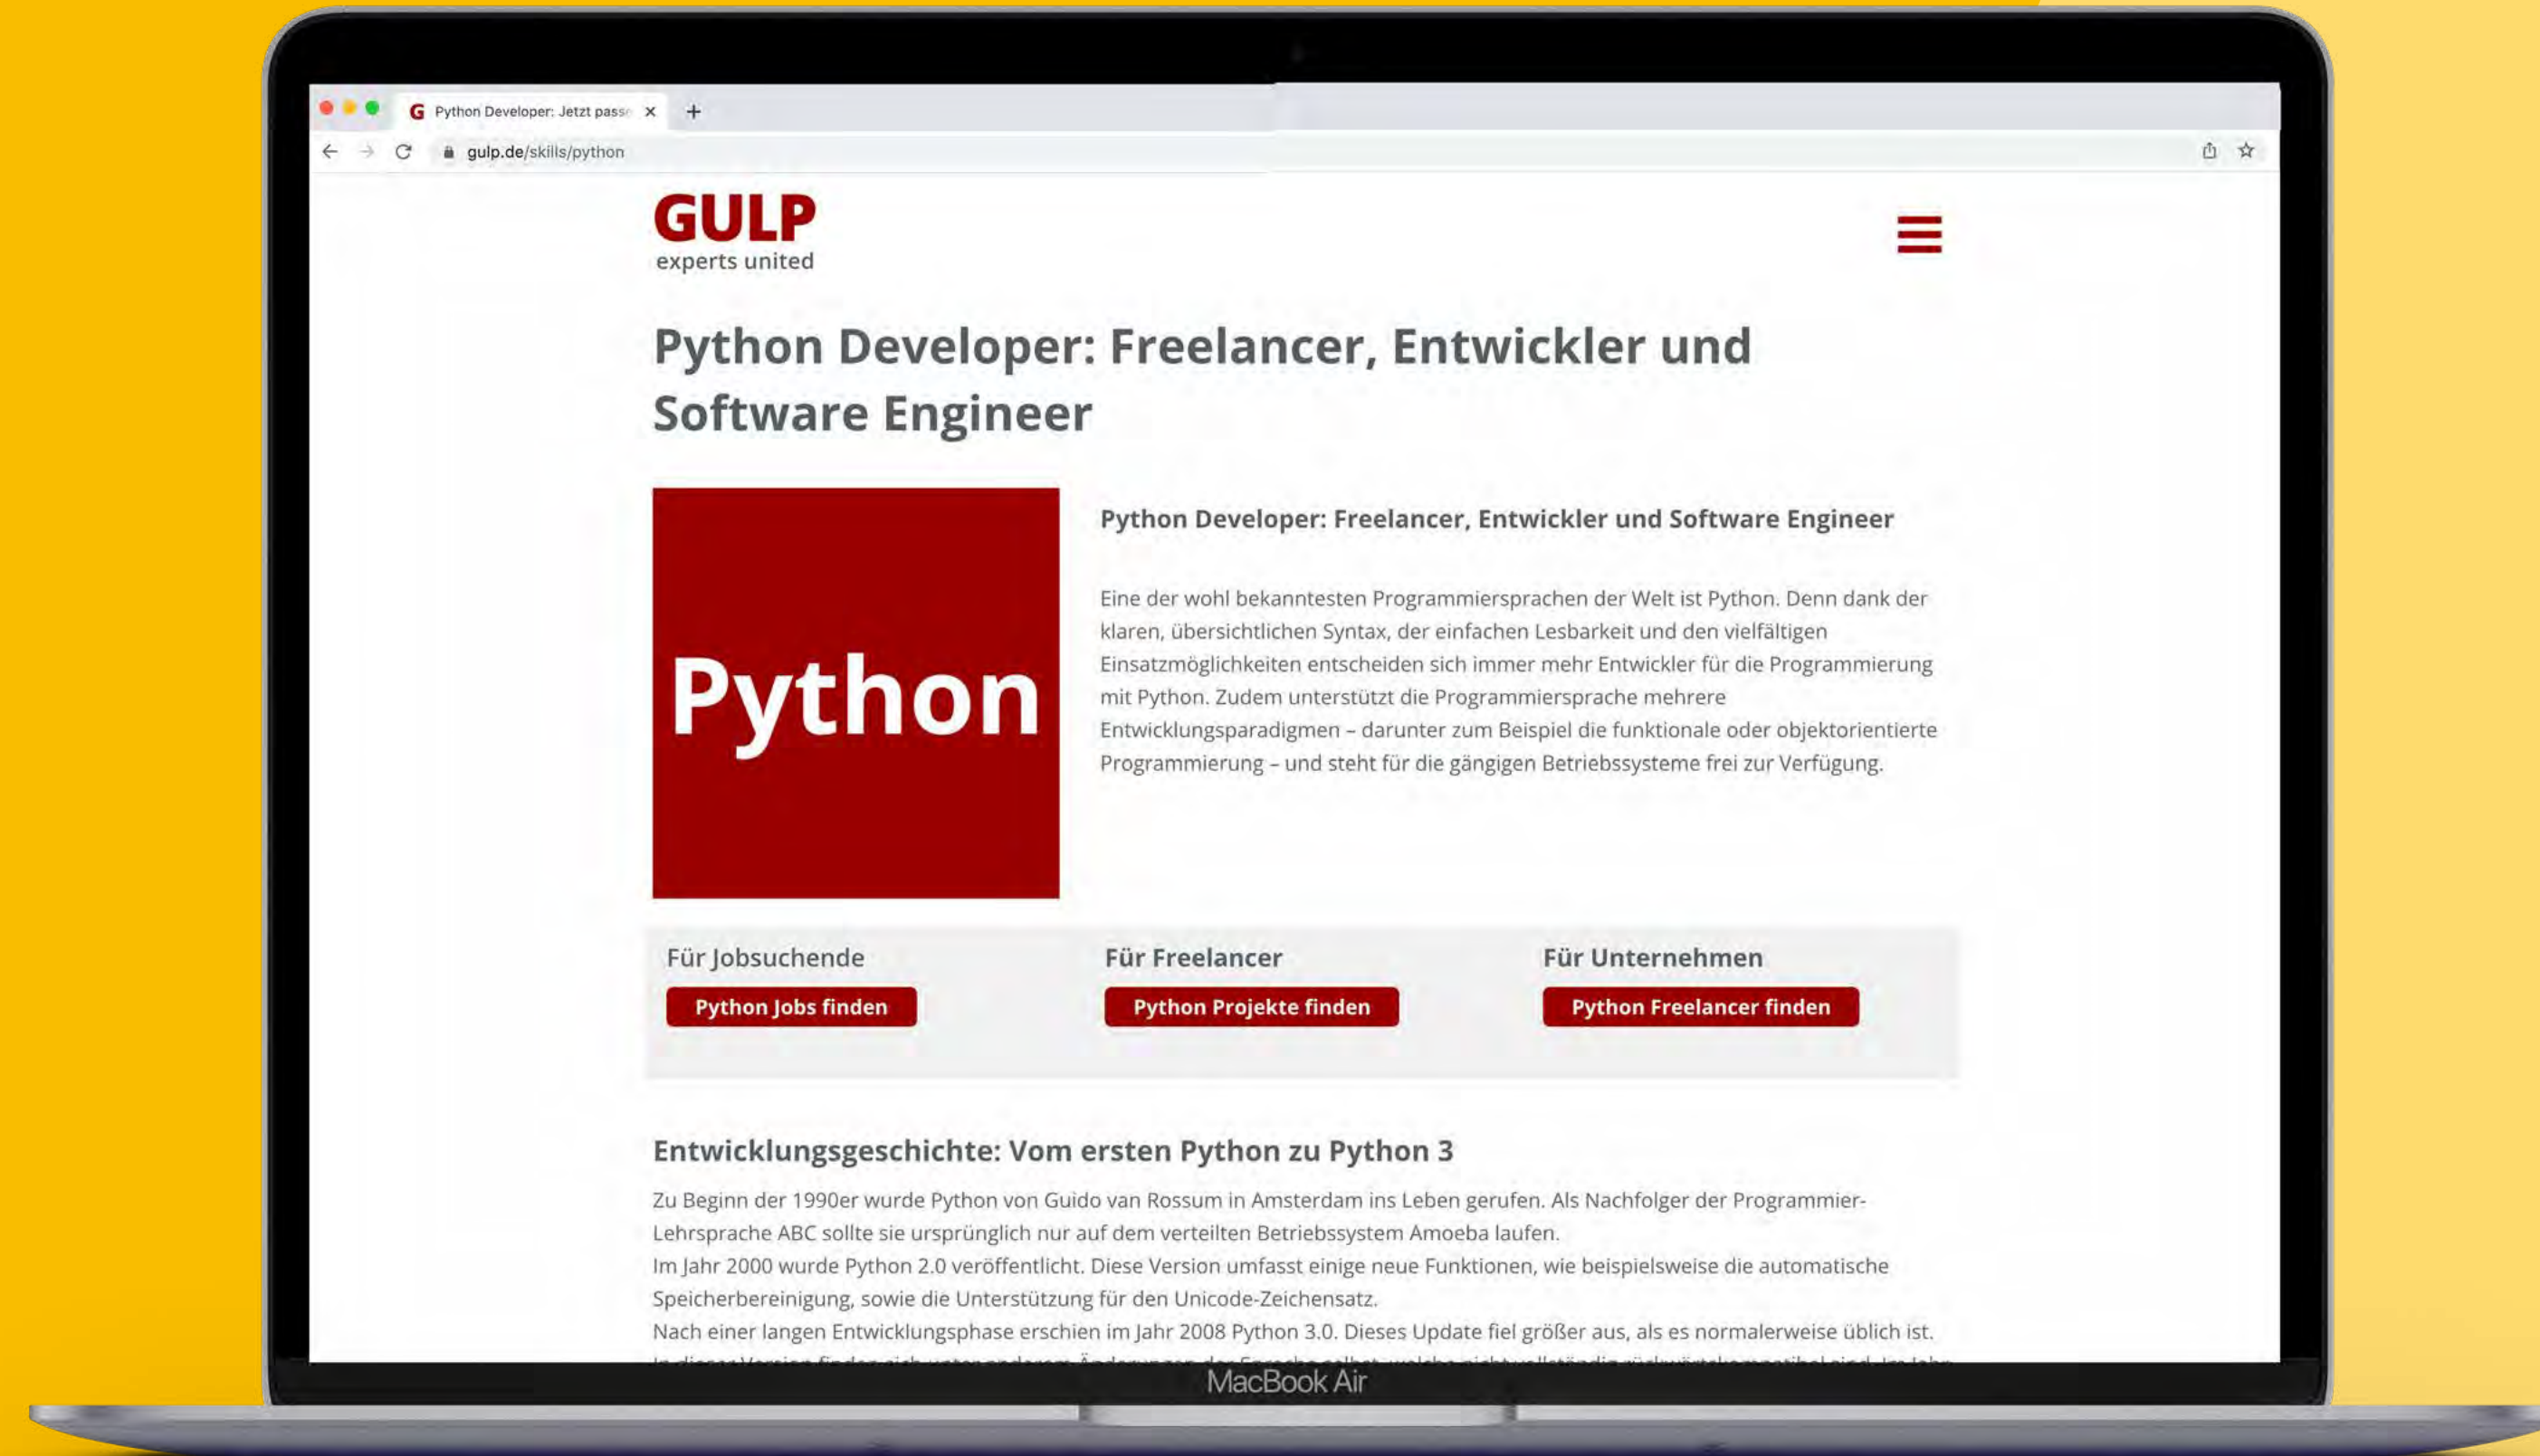 G Python Developer: Jetzt passe
gulp.de/skills/python
GULP
experts united
Python Developer: Freelancer, Entwickler und
Software Engineer
Python
Python Developer: Freelancer, Entwickler und Software Engineer
Eine der wohl bekanntesten Programmiersprachen der Welt ist Python. Denn dank der
klaren, übersichtlichen Syntax, der einfachen Lesbarkeit und den vielfältigen
Einsatzmöglichkeiten entscheiden sich immer mehr Entwickler für die Programmierung
mit Python. Zudem unterstützt die Programmiersprache mehrere
Entwicklungsparadigmen – darunter zum Beispiel die funktionale oder objektorientierte
Programmierung – und steht für die gängigen Betriebssysteme frei zur Verfügung.
Für Jobsuchende
Python Jobs finden
Für Freelancer
Python Projekte finden
Für Unternehmen
Python Freelancer finden
Entwicklungsgeschichte: Vom ersten Python zu Python 3
Zu Beginn der 1990er wurde Python von Guido van Rossum in Amsterdam ins Leben gerufen. Als Nachfolger der Programmier-
Lehrsprache ABC sollte sie ursprünglich nur auf dem verteilten Betriebssystem Amoeba laufen.
Im Jahr 2000 wurde Python 2.0 veröffentlicht. Diese Version umfasst einige neue Funktionen, wie beispielsweise die automatische
Speicherbereinigung, sowie die Unterstützung für den Unicode-Zeichensatz.
Nach einer langen Entwicklungsphase erschien im Jahr 2008 Python 3.0. Dieses Update fiel größer aus, als es normalerweise üblich ist.
MacBook Air